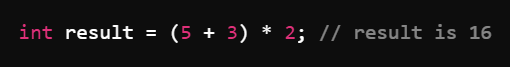 int result = (5 + 3) * 2; // result is 16